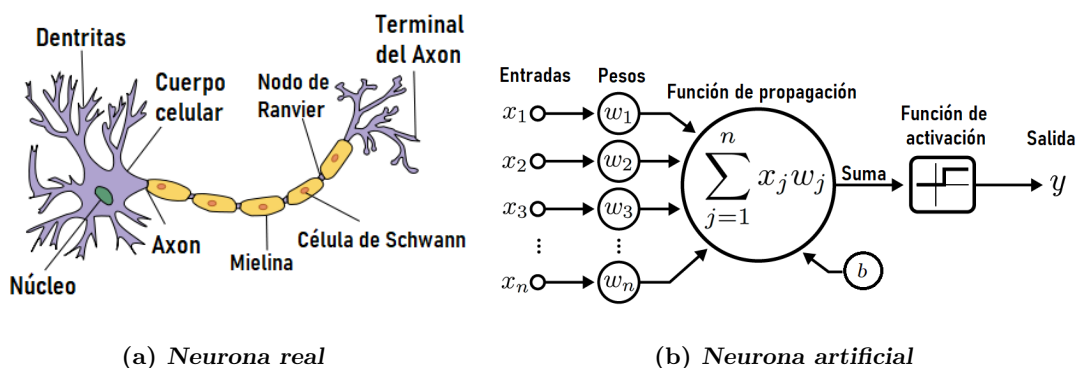 Dentritas
Cuerpo
celular
Nodo de
Ranvier
Terminal
del Axon
Axon
Núcleo
Mielina
Célula de Schwann
(a) Neurona real
Entradas
Pesos
Función de propagación
Función de
activación
Salida
x₁
w₁
x₂
w₂
x₃
w₃
⋮
⋮
xₙ
wₙ
n
∑ xⱼwⱼ
j=1
Suma
y
b
(b) Neurona artificial